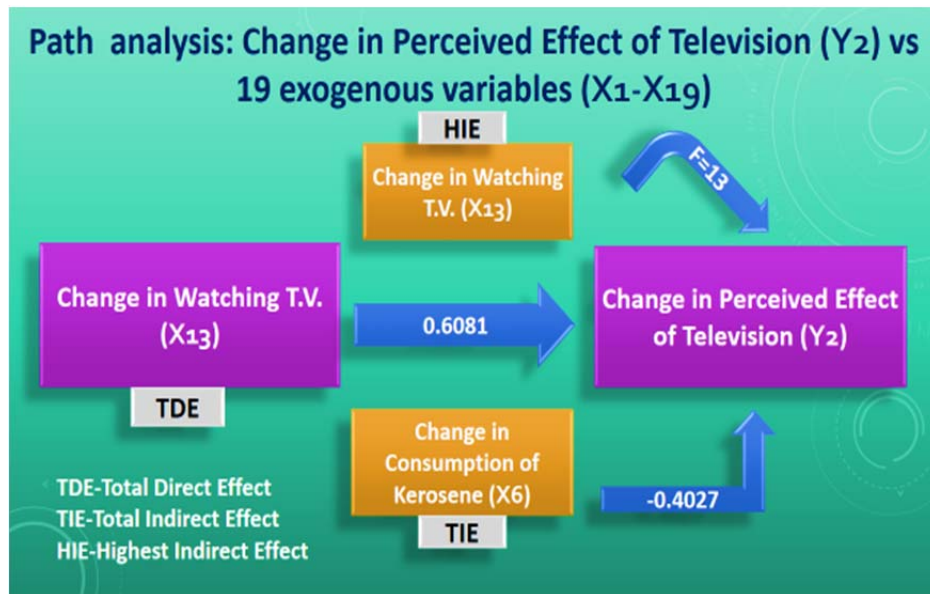 Path analysis: Change in Perceived Effect of Television (Y2) vs
19 exogenous variables (X1-X19)
HIE
Change in Watching
T.V. (X13)
F=13
Change in Watching T.V.
(X13)
TDE
0.6081
Change in Perceived Effect
of Television (Y2)
Change in
Consumption of
Kerosene (X6)
TIE
-0.4027
TDE-Total Direct Effect
TIE-Total Indirect Effect
HIE-Highest Indirect Effect